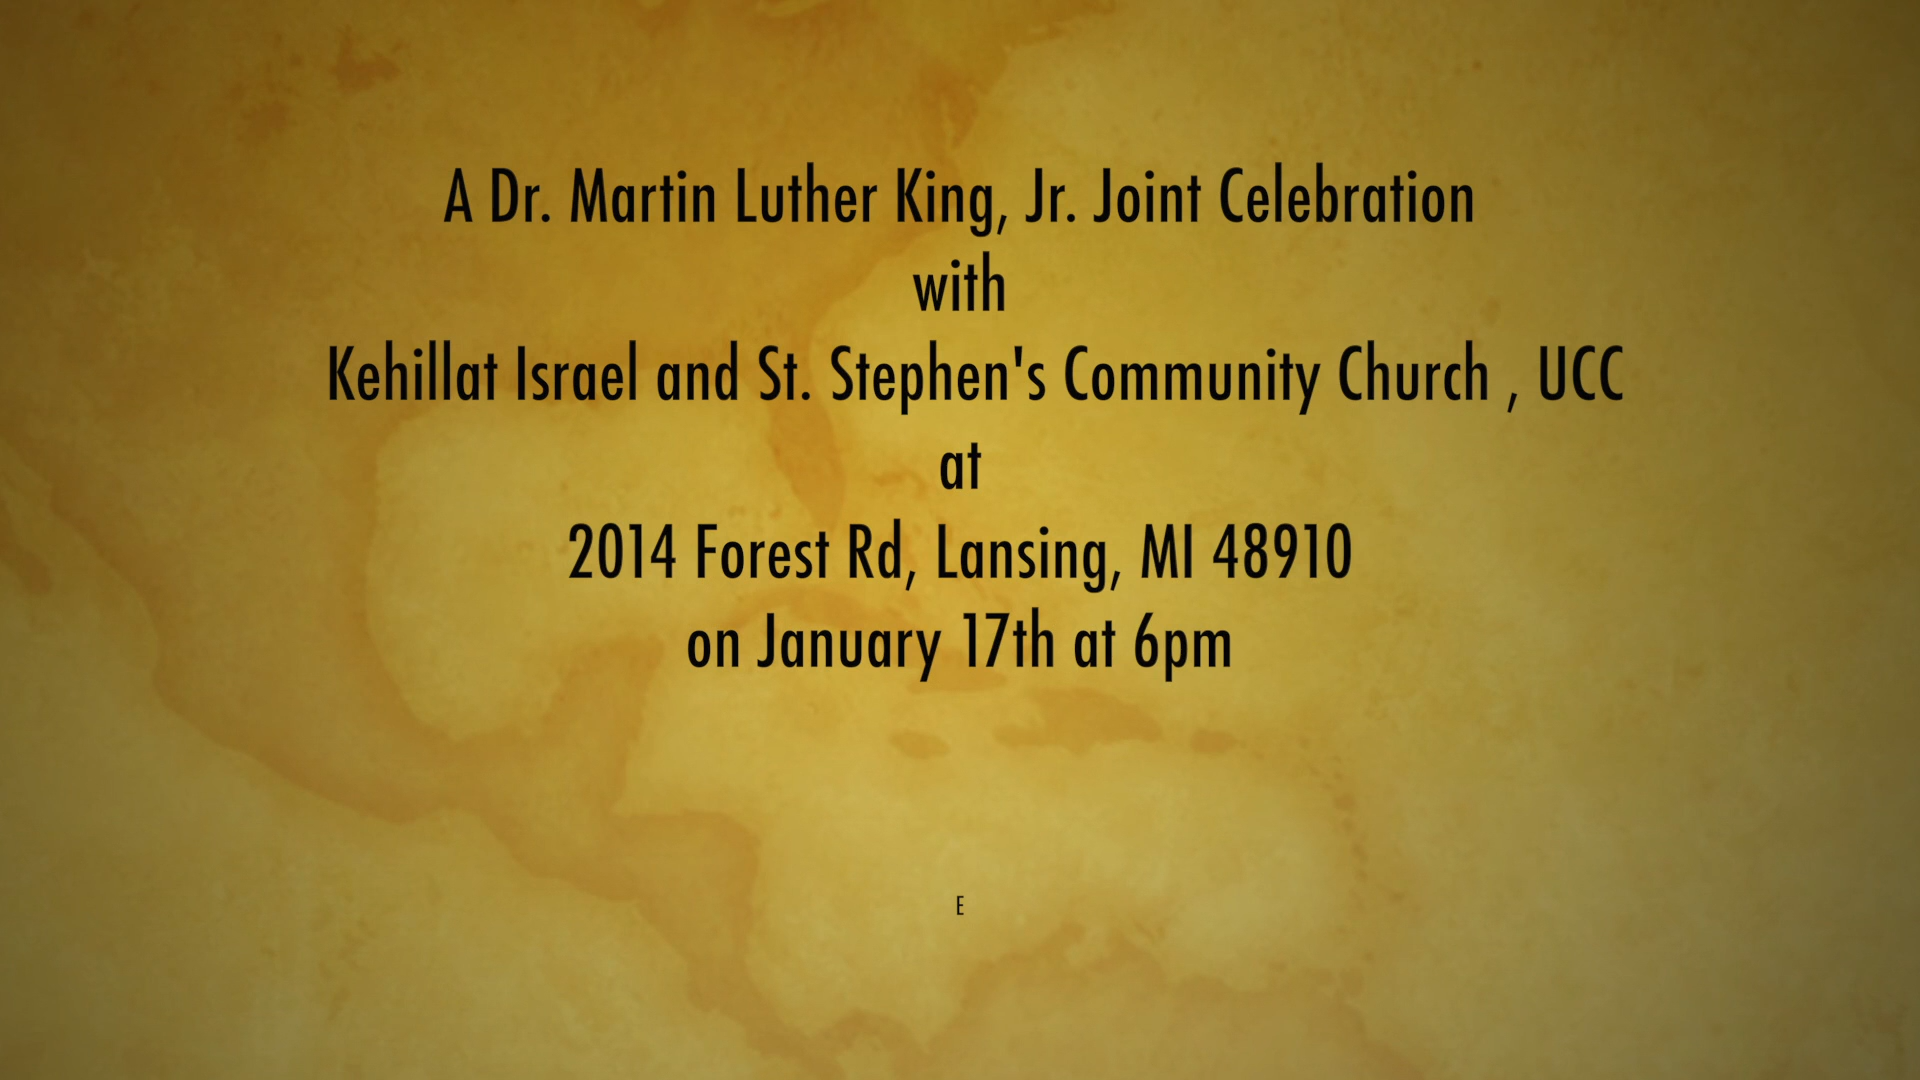 A Dr. Martin Luther King, Jr. Joint Celebration
with
Kehillat Israel and St. Stephen's Community Church , UCC
at
2014 Forest Rd, Lansing, MI 48910
on January 17th at 6pm
E